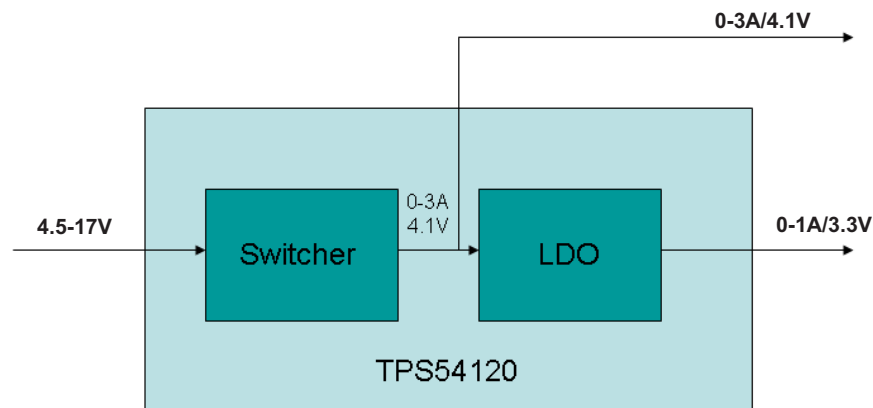 0-3A/4.1V
4.5-17V
Switcher
0-3A
4.1V
LDO
0-1A/3.3V
TPS54120